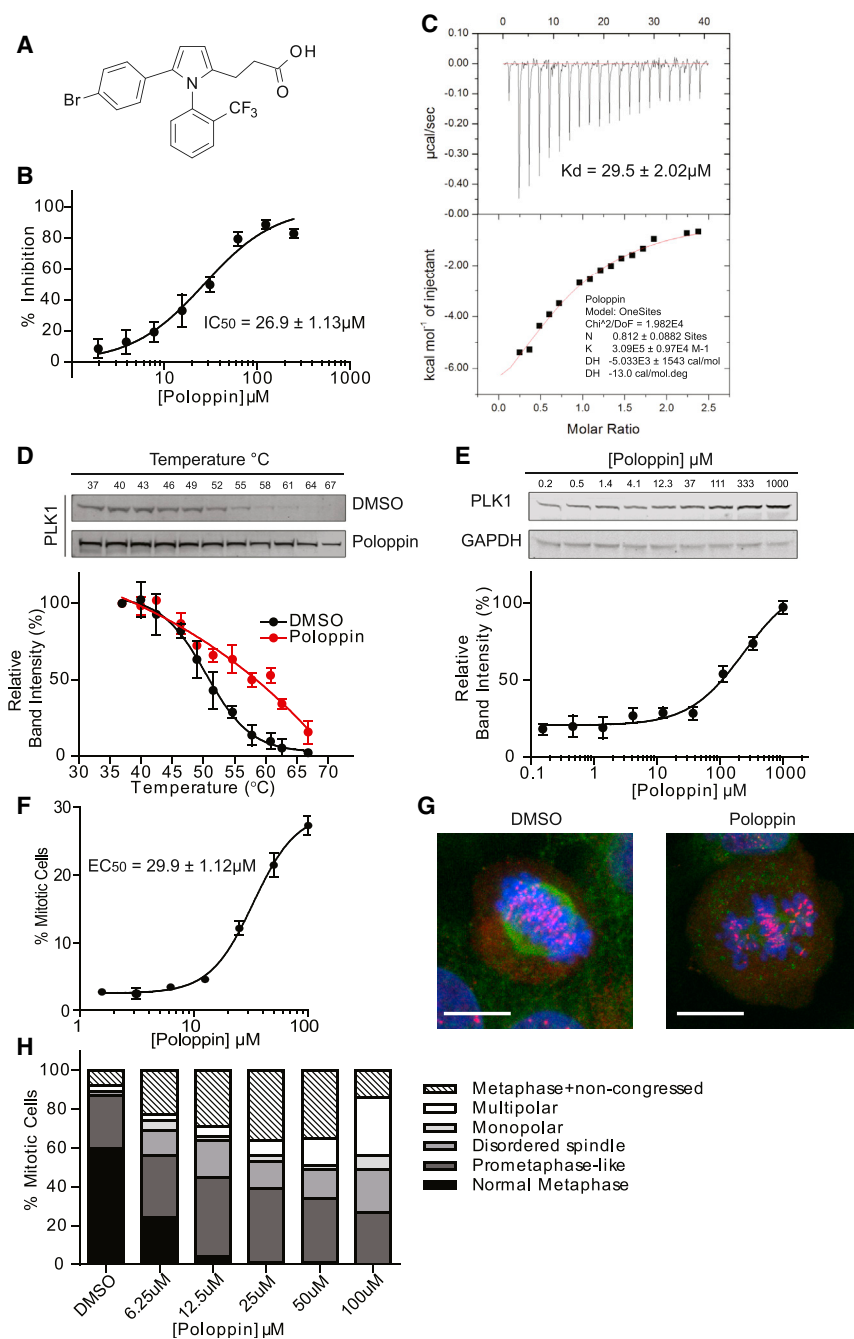 A
Br
N
CF3
OH
O
B
% Inhibition
100
80
60
40
20
0
IC50 = 26.9 ± 1.13µM
10
100
1000
[Poloppin]µM
C
0 5 10 15 20 25 30 35 40
0.10
0.00
-0.10
-0.20
-0.30
-0.40
-0.50
-0.00
µcal/sec
Kd = 29.5 ± 2.02µM
-2.00
-4.00
-6.00
kcal mol-1 of injectant
Poloppin
Model: OneSites
Chi^2/DoF = 1.982E4
N 0.812 ± 0.0882 Sites
K 3.09E5 ± 0.97E4 M-1
DH -5.033E3 ± 1543 cal/mol
DH -13.0 cal/mol.deg
0.0 0.5 1.0 1.5 2.0 2.5
Molar Ratio
D
Temperature °C
37 40 43 46 49 52 55 58 61 64 67
PLK1
DMSO
Poloppin
Relative
Band Intensity (%)
100
50
0
DMSO
Poloppin
30 35 40 45 50 55 60 65 70
Temperature (°C)
E
[Poloppin] µM
0.2 0.5 1.4 4.1 12.3 37 111 333 1000
PLK1
GAPDH
Relative
Band Intensity (%)
100
50
0
0.1 1 10 100 1000
[Poloppin] µM
F
% Mitotic Cells
30
20
10
0
EC50 = 29.9 ± 1.12µM
1 10 100
[Poloppin] µM
G
DMSO
Poloppin
H
% Mitotic Cells
100
80
60
40
20
0
DMSO
6.25uM
12.5uM
25uM
50uM
100uM
[Poloppin] µM
Metaphase+non-congressed
Multipolar
Monopolar
Disordered spindle
Prometaphase-like
Normal Metaphase